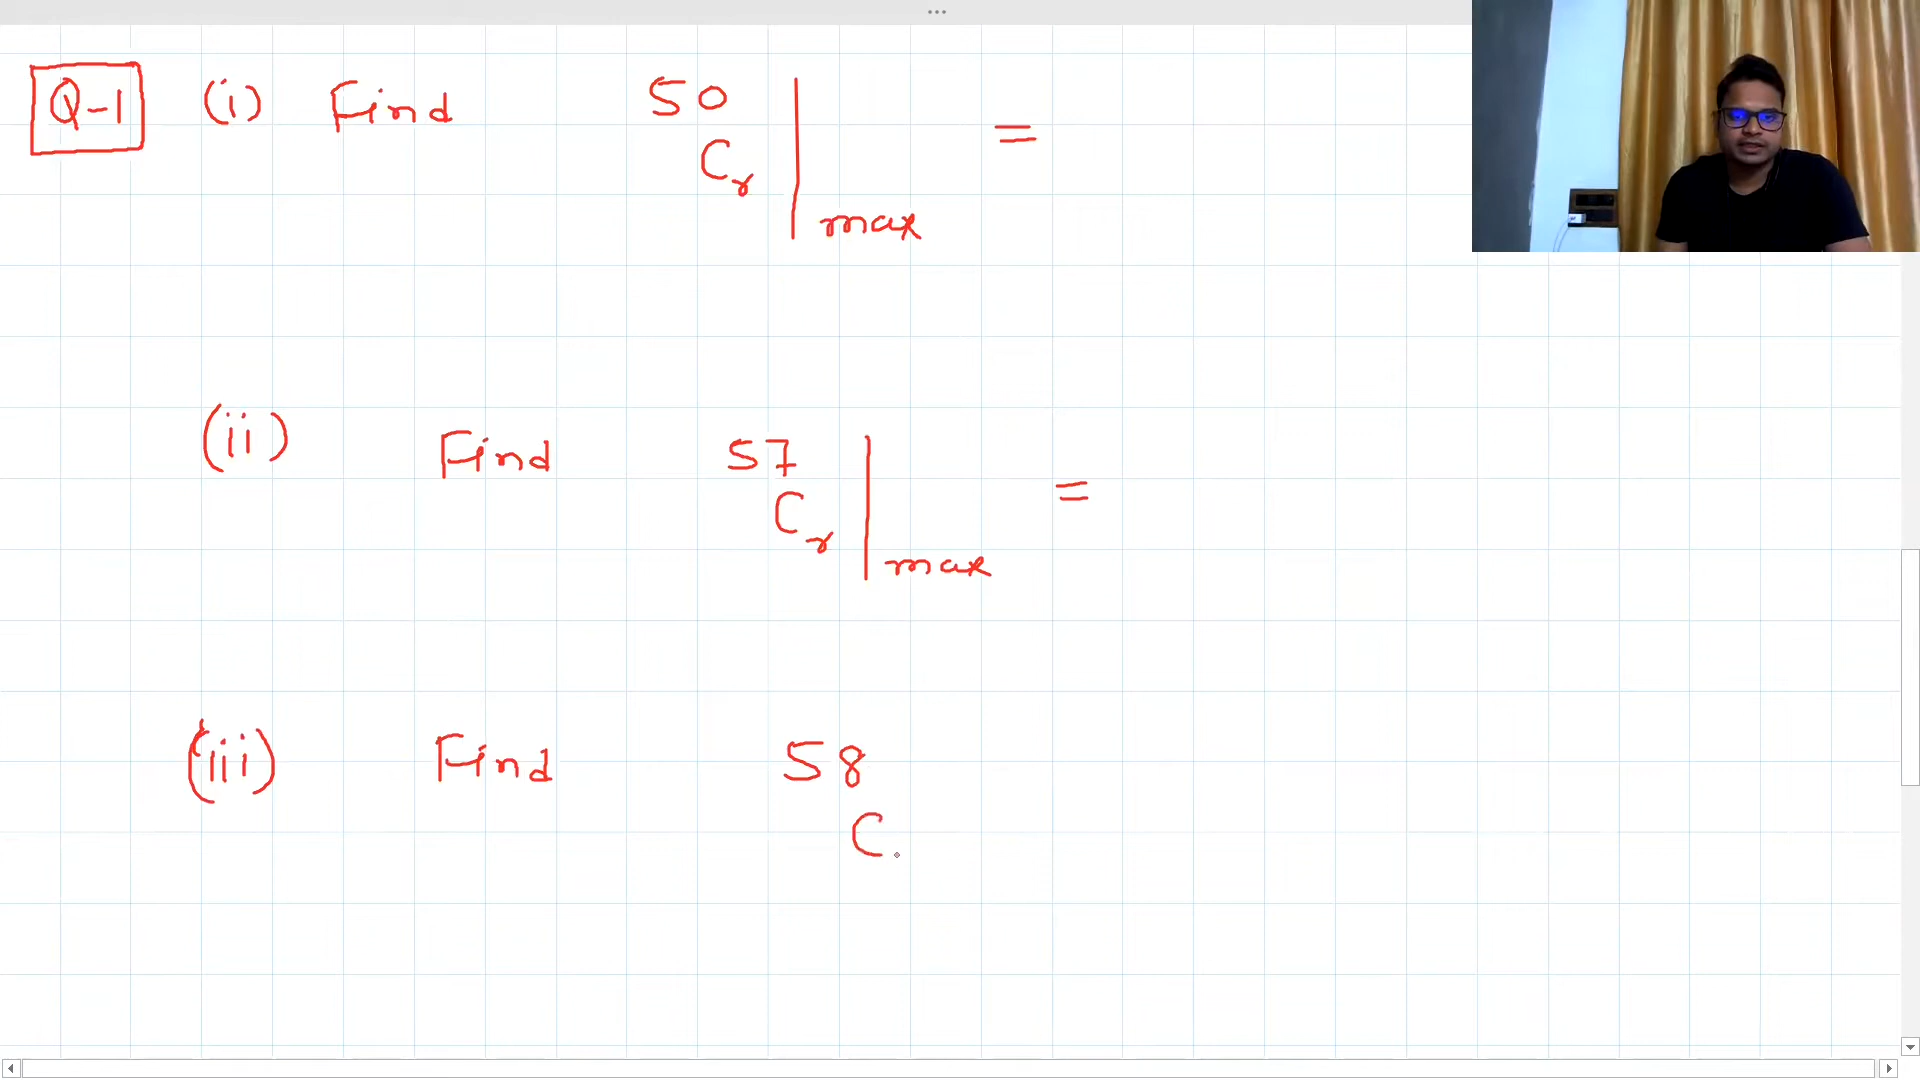 Q-1 (i) Find 50
C_r | max =
(ii) Find 57
C_r | max =
(iii) Find 58
C